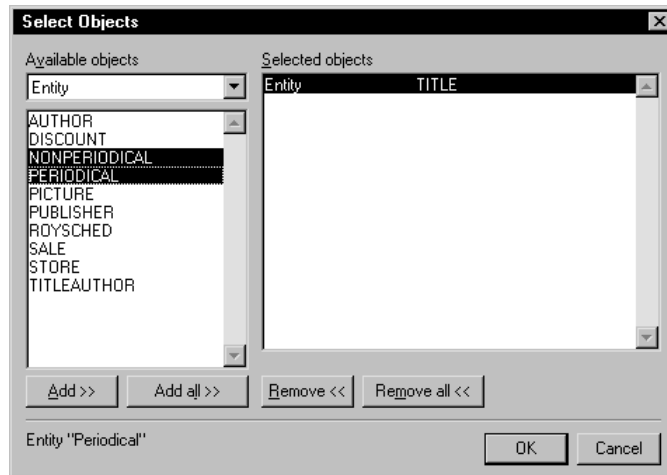 Select Objects
Available objects
Entity
AUTHOR
DISCOUNT
NONPERIODICAL
PERIODICAL
PICTURE
PUBLISHER
ROYSCHED
SALE
STORE
TITLEAUTHOR
Selected objects
Entity TITLE
Add >>
Add all >>
Remove <<
Remove all <<
Entity "Periodical"
OK
Cancel